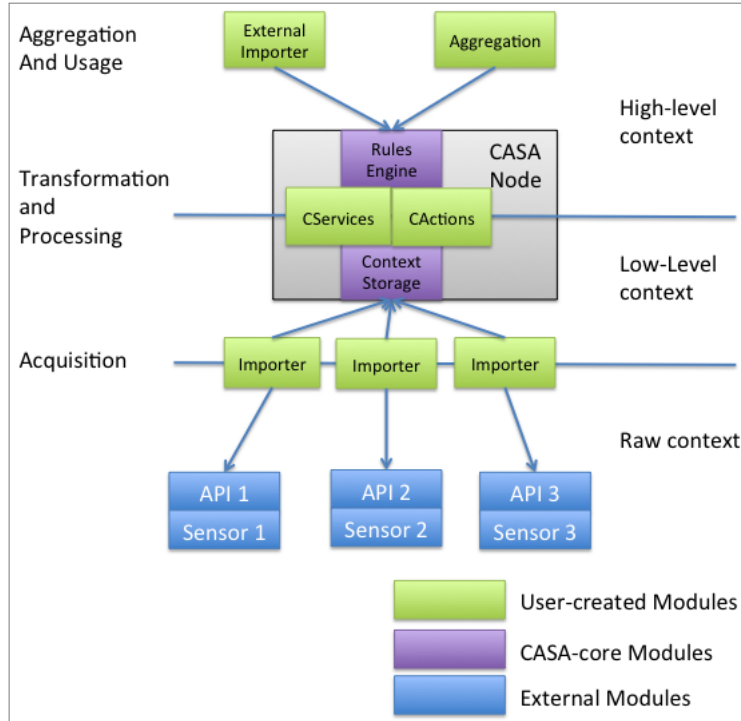 Aggregation
And Usage
External
Importer
Aggregation
High-level
context
Rules
Engine
CASA
Node
Transformation
and
Processing
CServices
CActions
Context
Storage
Low-Level
context
Acquisition
Importer
Importer
Importer
Raw context
API 1
Sensor 1
API 2
Sensor 2
API 3
Sensor 3
User-created Modules
CASA-core Modules
External Modules